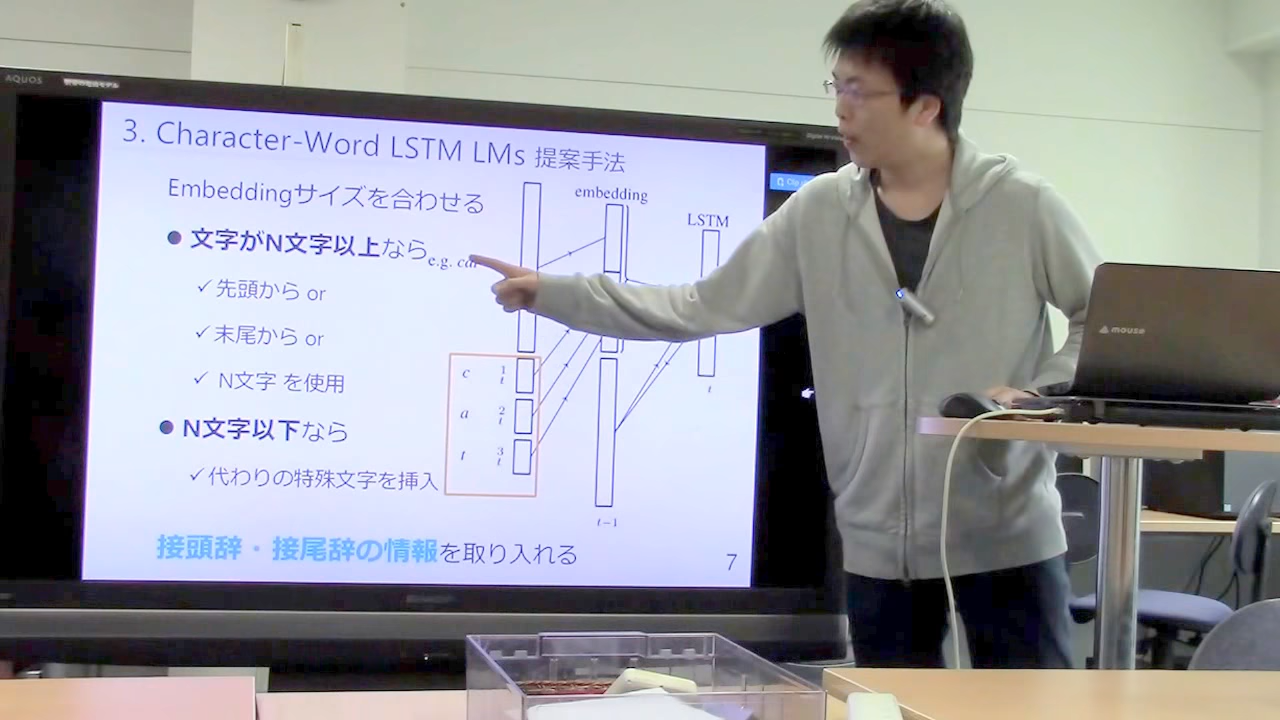 AQUOS
3. Character-Word LSTM LMs 提案手法
Embeddingサイズを合わせる
● 文字がN文字以上なら
✓ 先頭から or
✓ 末尾から or
✓ N文字 を使用
● N文字以下なら
✓ 代わりの特殊文字を挿入
接頭辞・接尾辞の情報を取り入れる
7
embedding
LSTM
e.g.
c 1 t
a 2 t
t 3 t
t
t−1
mouse